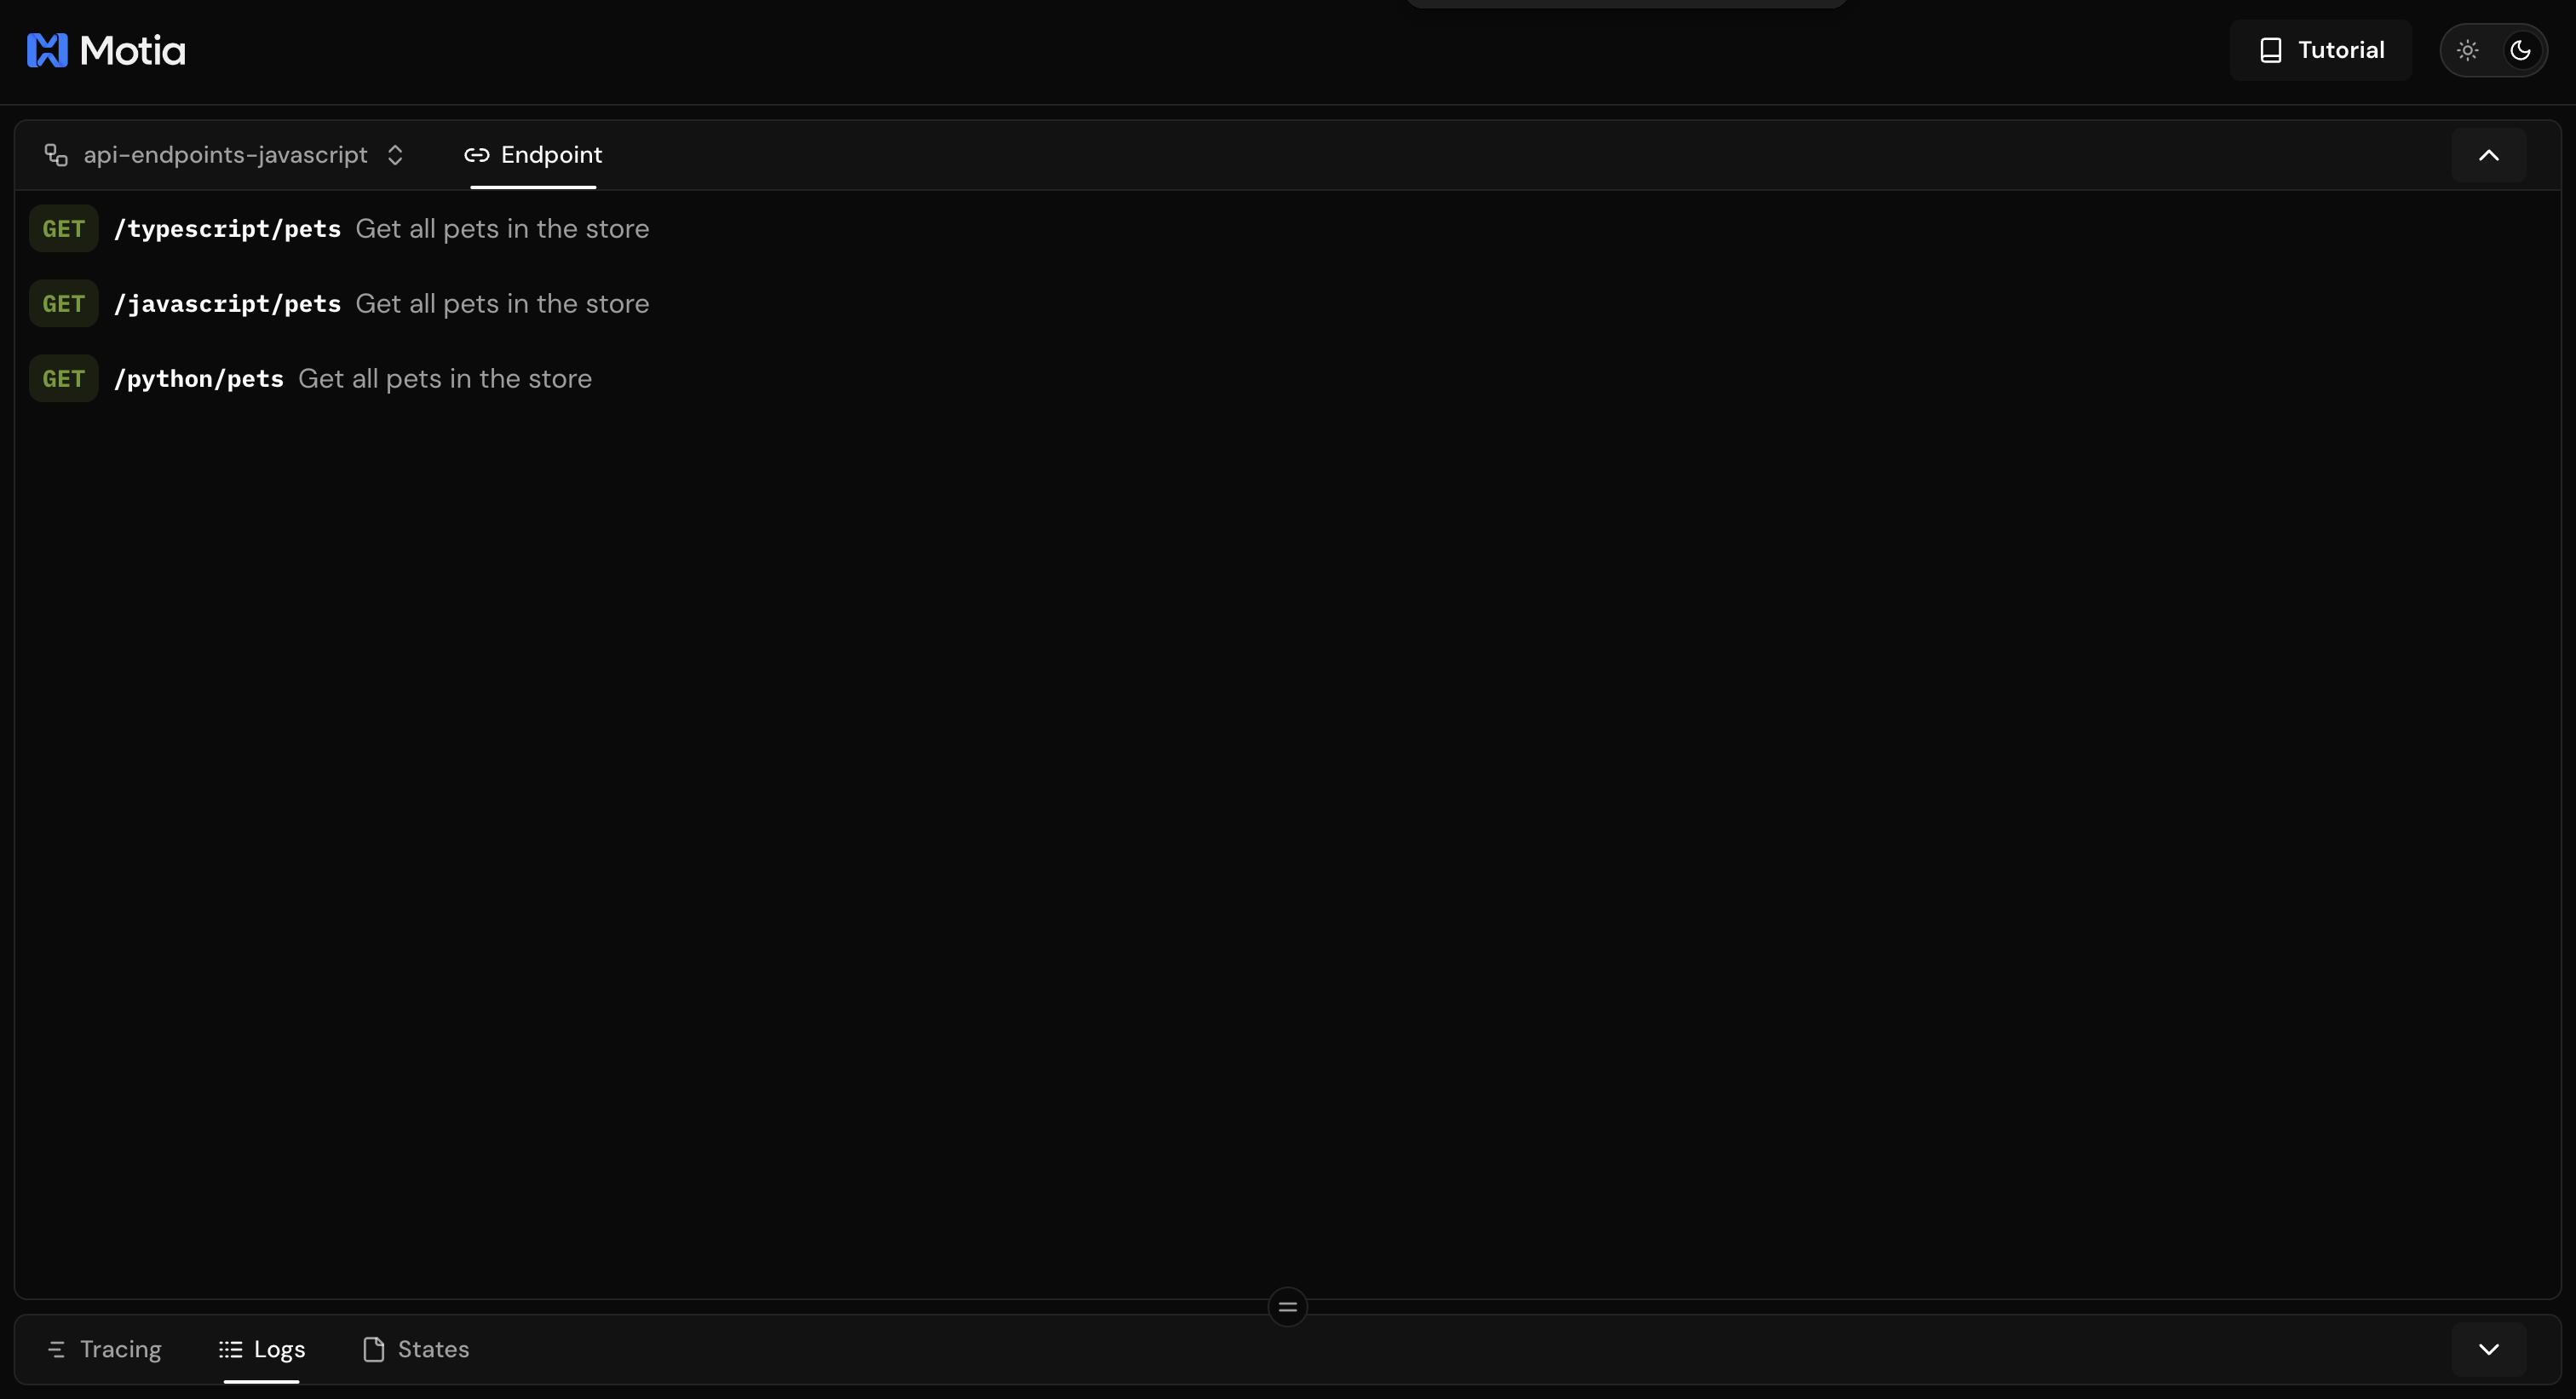 Motia
Tutorial
api-endpoints-javascript
Endpoint
GET /typescript/pets Get all pets in the store
GET /javascript/pets Get all pets in the store
GET /python/pets Get all pets in the store
Tracing
Logs
States